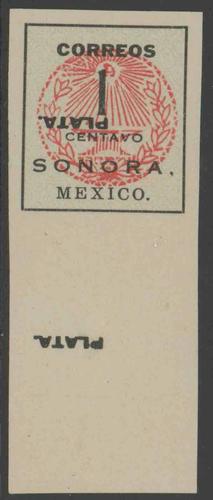 CORREOS
1
PLATA.
CENTAVO
SONORA.
MEXICO.
PLATA.